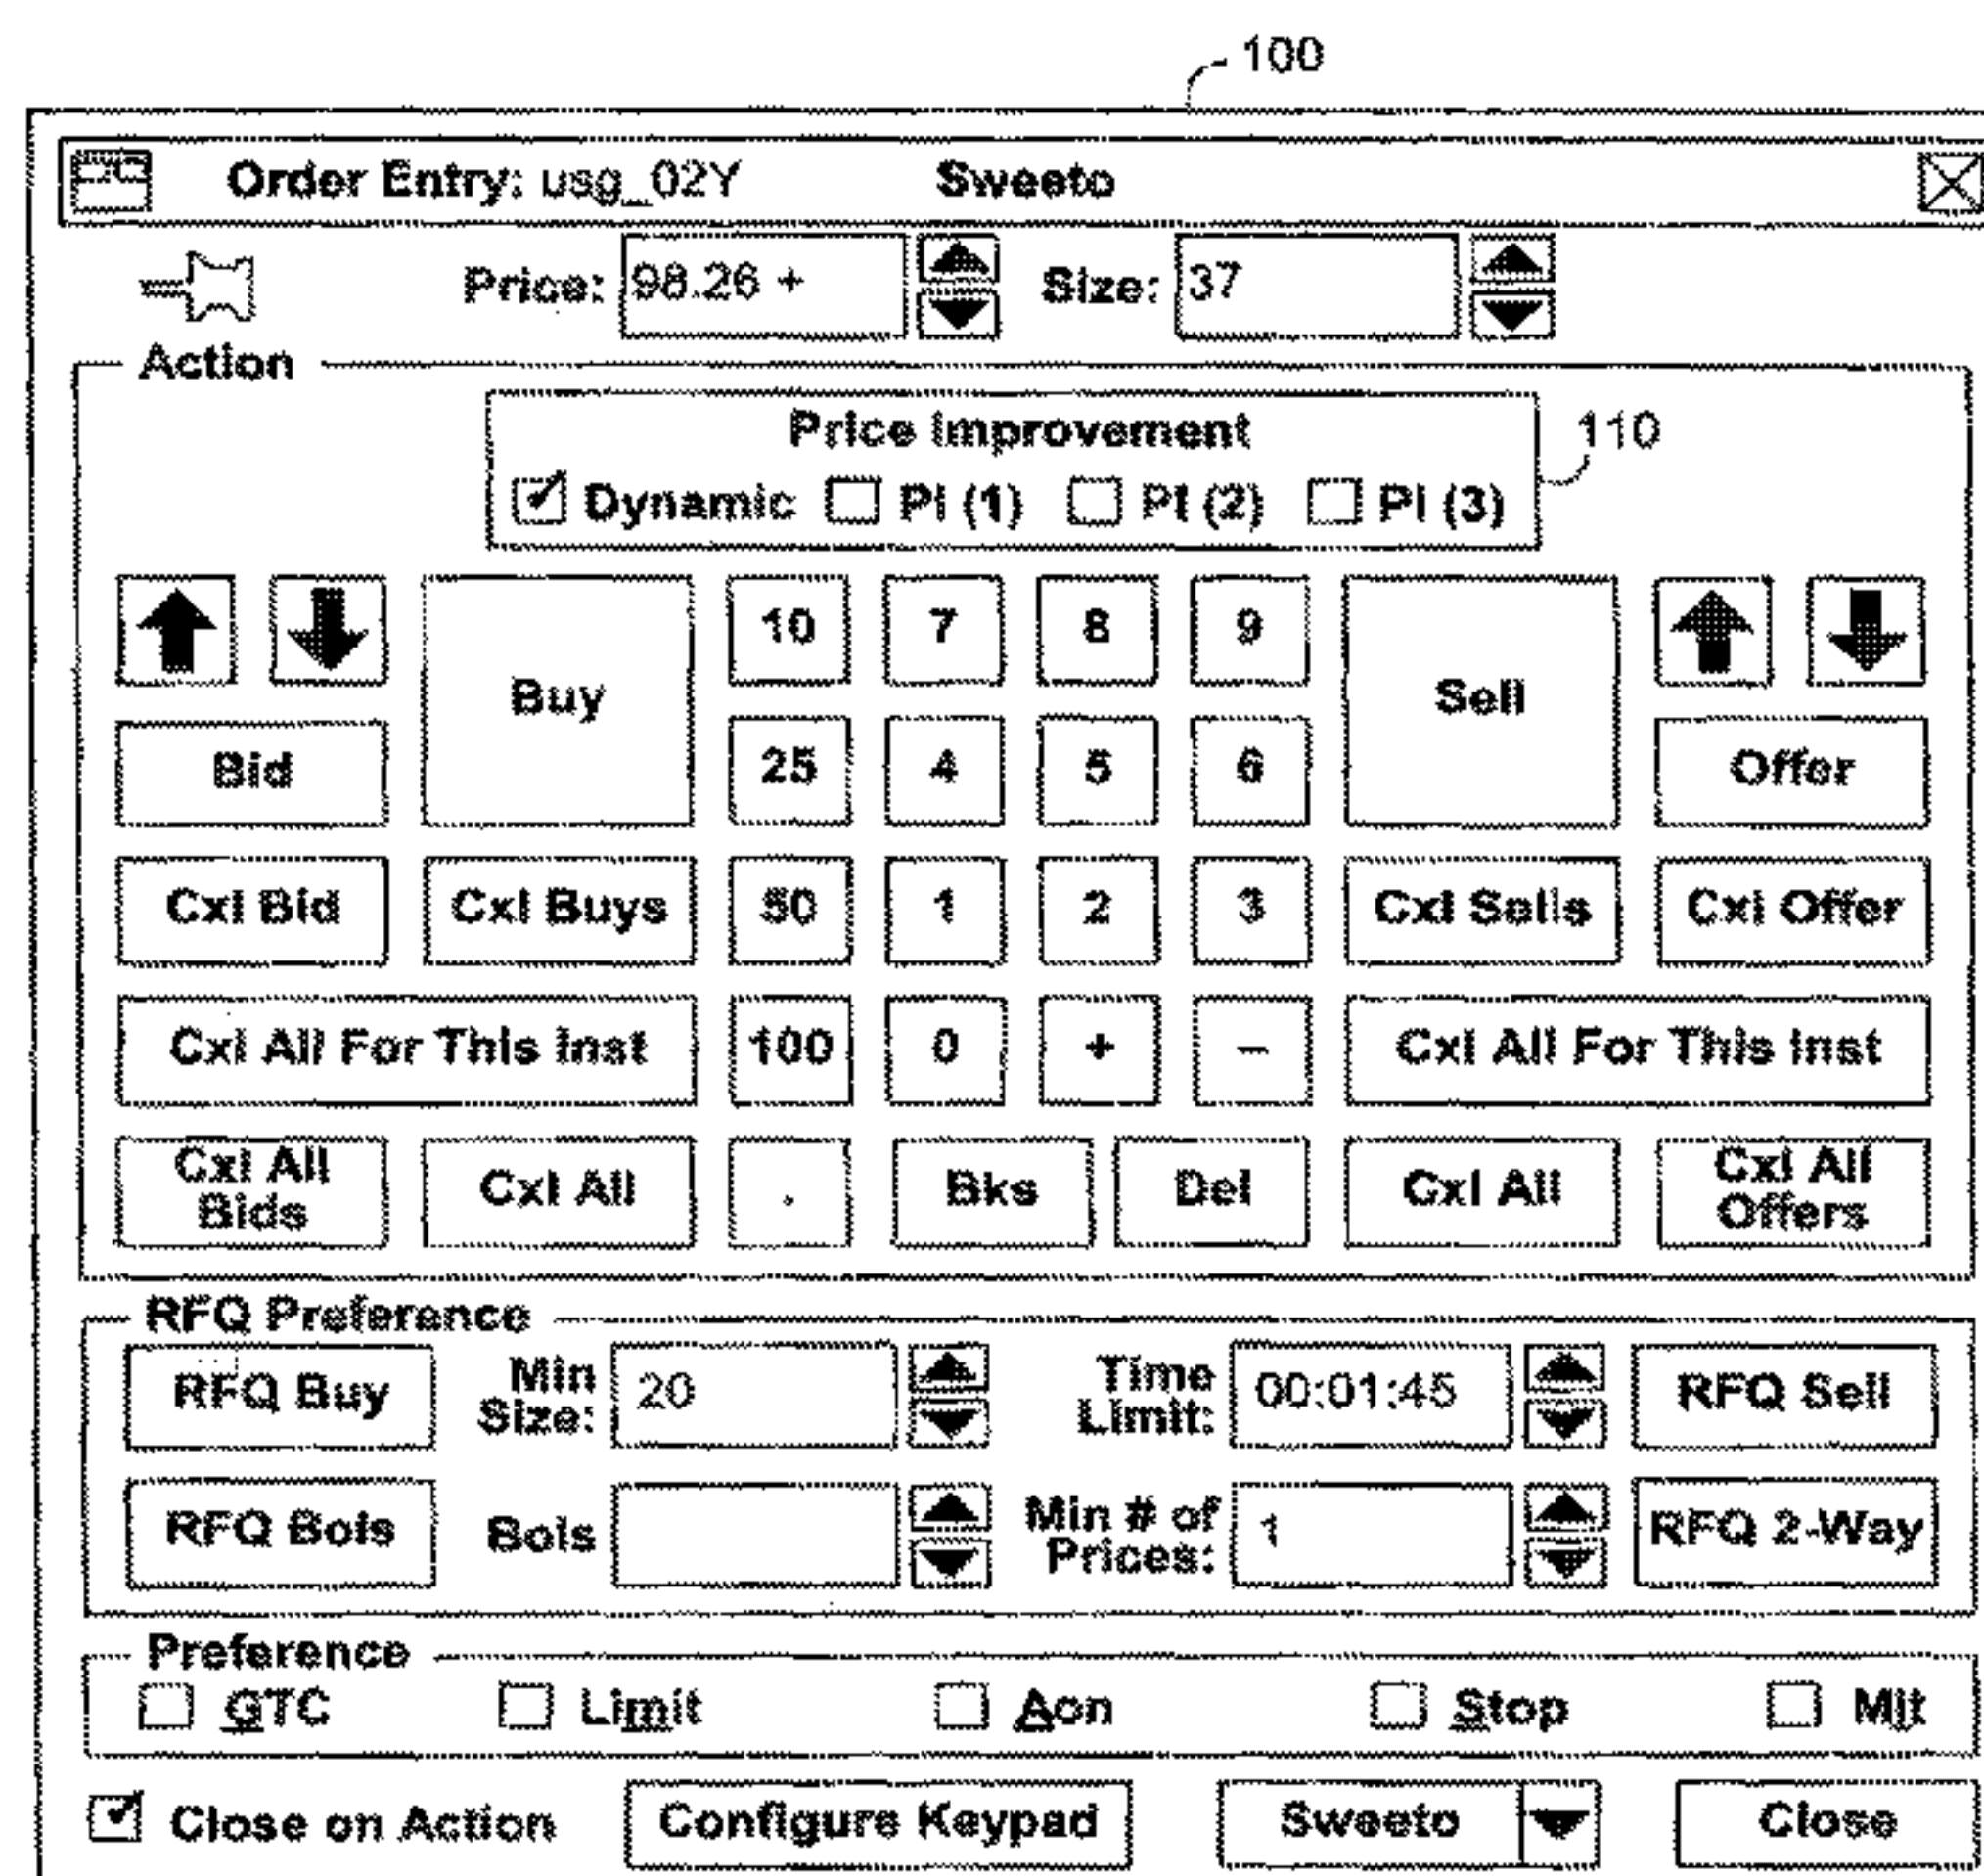 100
Order Entry: usg_02Y Sweeto
Price: 98.26 + Size: 37
Action
Price Improvement 110
Dynamic PI (1) PI (2) PI (3)
10 7 8 9
Buy Sell
Bid 25 4 5 6 Offer
Cxl Bid Cxl Buys 50 1 2 3 Cxl Sells Cxl Offer
Cxl All For This Inst 100 0 + – Cxl All For This Inst
Cxl All Bids Cxl All . Bks Del Cxl All Cxl All Offers
RFQ Preference
RFQ Buy Min Size: 20 Time Limit: 00:01:45 RFQ Sell
RFQ Bols Bols Min # of Prices: 1 RFQ 2-Way
Preference
GTC Limit Aon Stop Mit
Close on Action Configure Keypad Sweeto Close